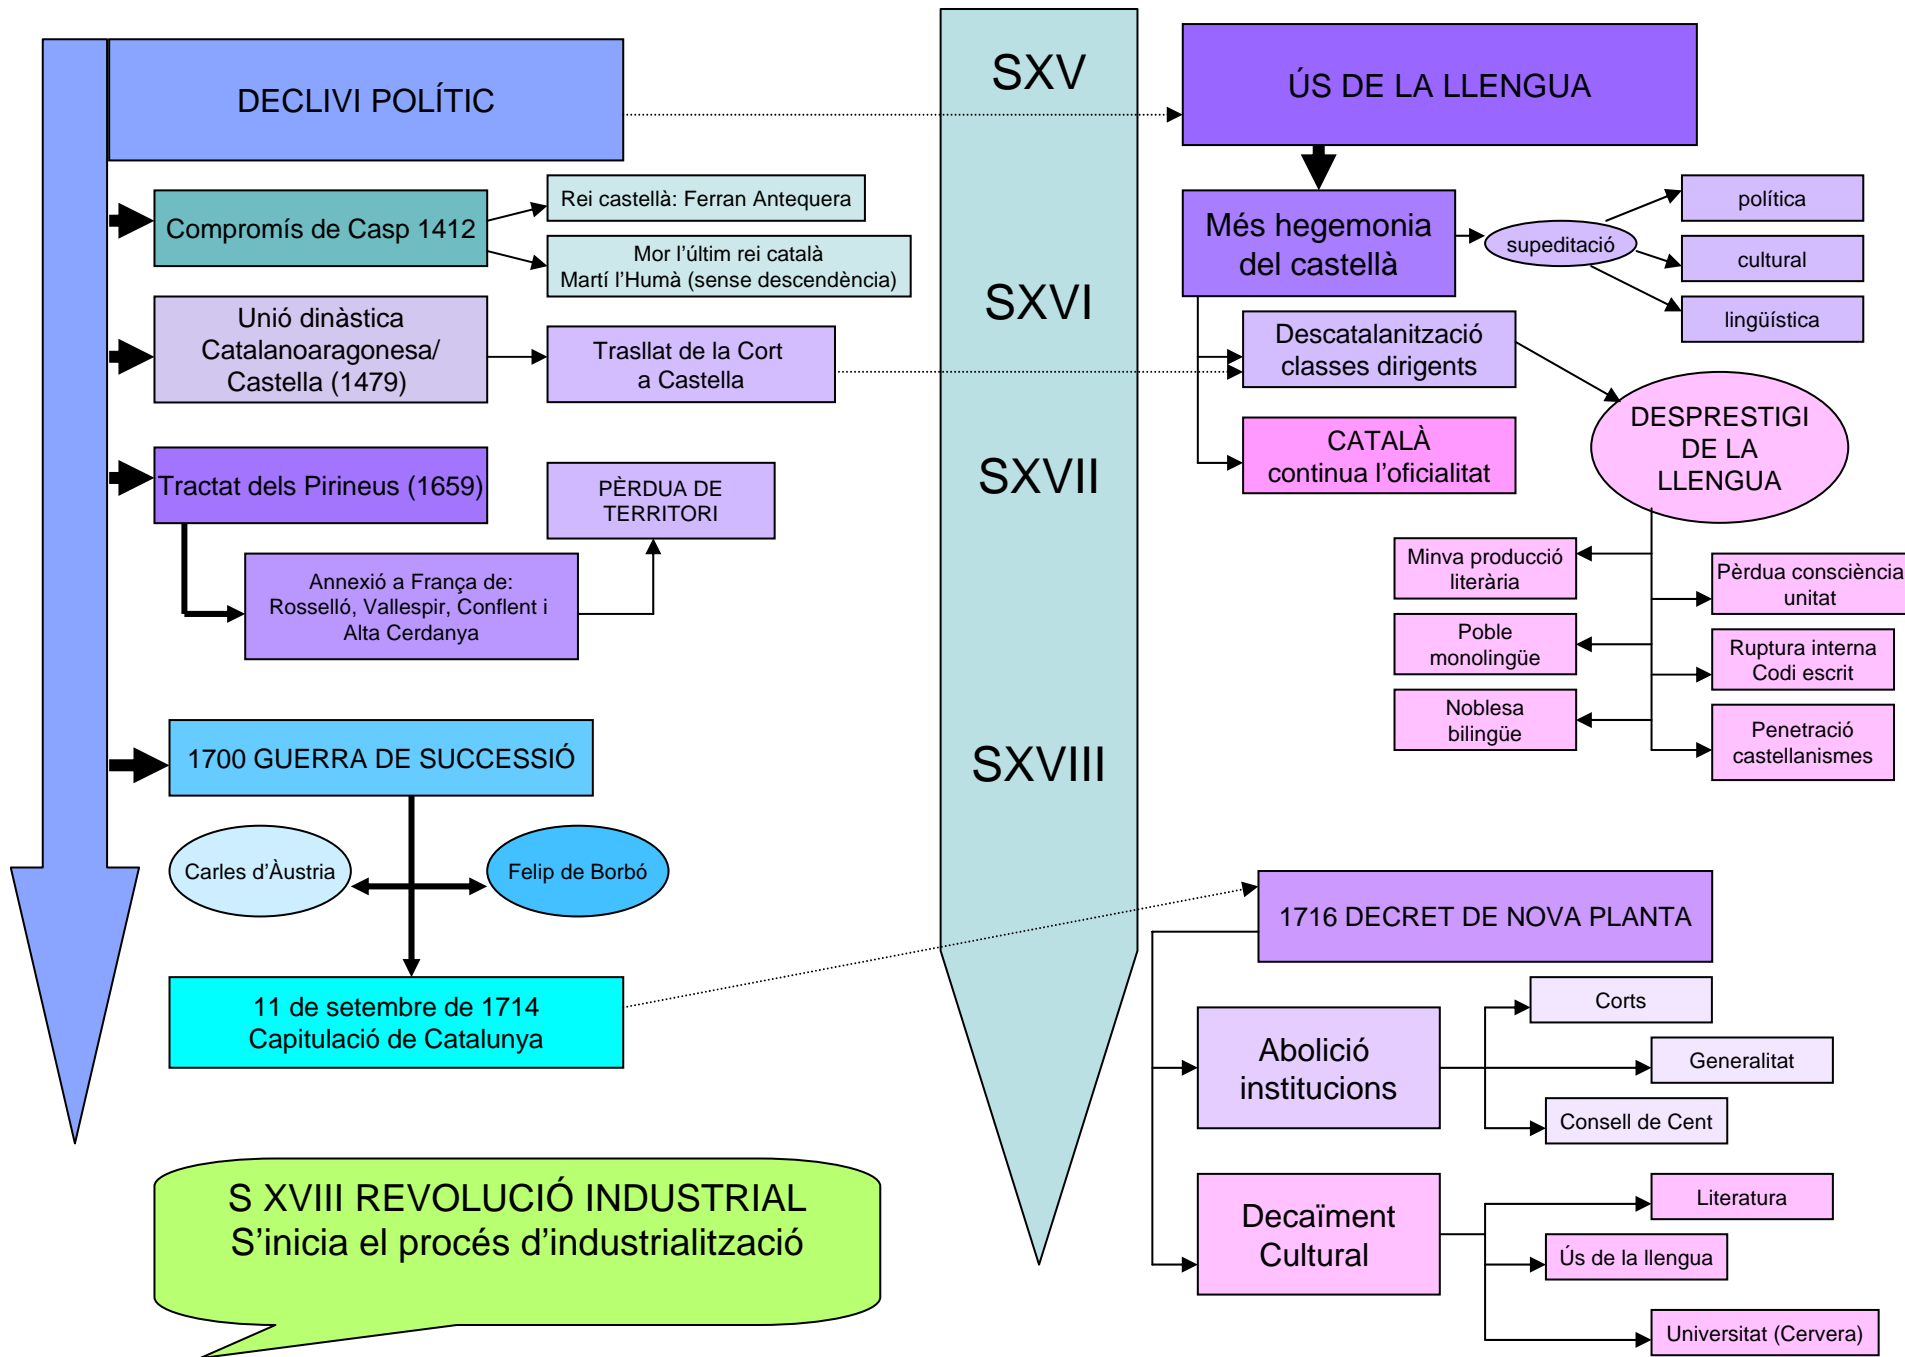 DECLIVI POLÍTIC
Compromís de Casp 1412
Rei castellà: Ferran Antequera
Mor l’últim rei català
Martí l’Humà (sense descendència)
Unió dinàstica
Catalanoaragonesa/
Castella (1479)
Trasllat de la Cort
a Castella
Tractat dels Pirineus (1659)
PÈRDUA DE
TERRITORI
Annexió a França de:
Rosselló, Vallespir, Conflent i
Alta Cerdanya
1700 GUERRA DE SUCCESSIÓ
Carles d’Àustria
Felip de Borbó
11 de setembre de 1714
Capitulació de Catalunya
S XVIII REVOLUCIÓ INDUSTRIAL
S’inicia el procés d’industrialització
SXV
SXVI
SXVII
SXVIII
ÚS DE LA LLENGUA
Més hegemonia
del castellà
supeditació
política
cultural
lingüística
Descatalanització
classes dirigents
CATALÀ
continua l’oficialitat
DESPRESTIGI
DE LA
LLENGUA
Minva producció
literària
Poble
monolingüe
Noblesa
bilingüe
Pèrdua consciència
unitat
Ruptura interna
Codi escrit
Penetració
castellanismes
1716 DECRET DE NOVA PLANTA
Abolició
institucions
Corts
Generalitat
Consell de Cent
Decaïment
Cultural
Literatura
Ús de la llengua
Universitat (Cervera)